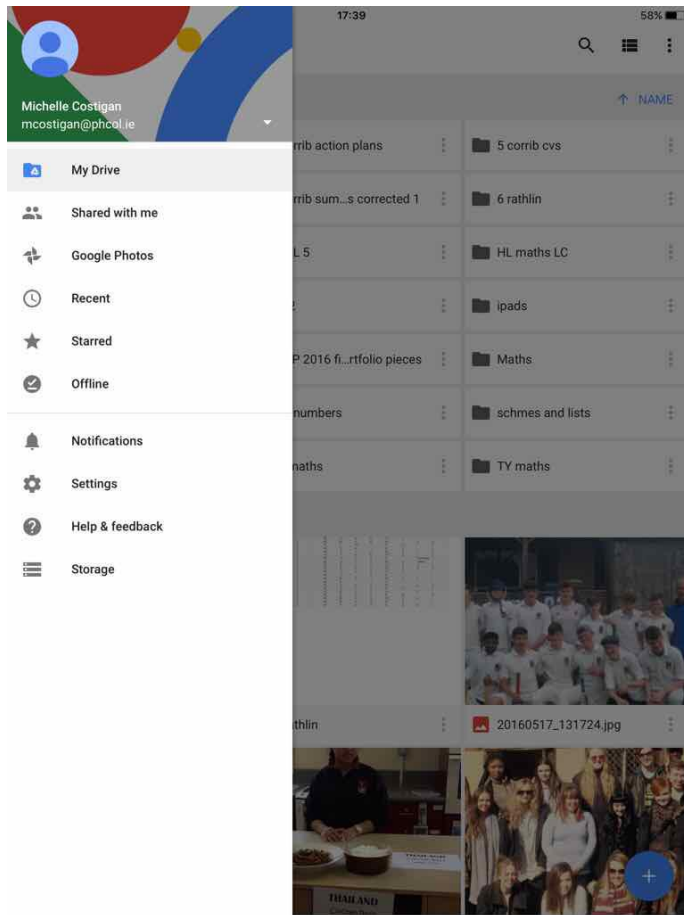 17:39
58%
Michelle Costigan
mcostigan@phcol.ie
NAME
My Drive
Shared with me
Google Photos
Recent
Starred
Offline
Notifications
Settings
Help & feedback
Storage
rrib action plans
5 corrib cvs
rrib sum...s corrected 1
6 rathlin
L 5
HL maths LC
ipads
P 2016 fi...rtfolio pieces
Maths
numbers
schmes and lists
naths
TY maths
thlin
20160517_131724.jpg
THAILAND